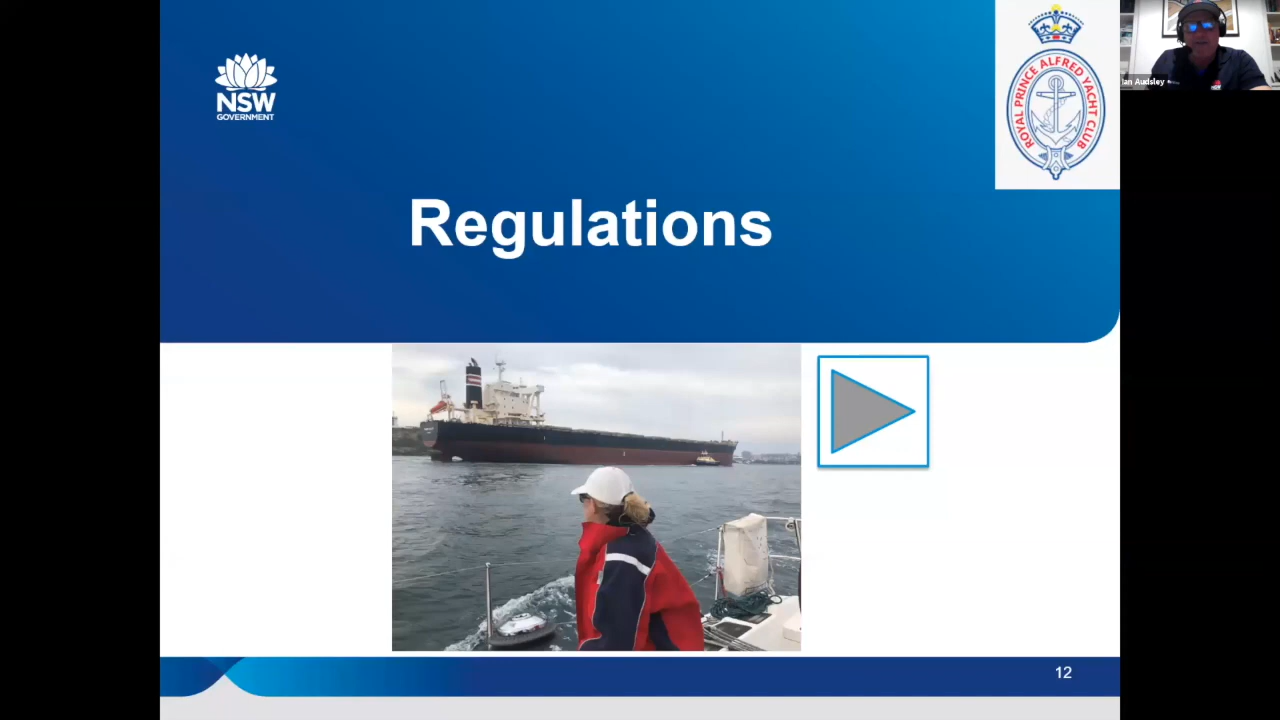 NSW
GOVERNMENT
ROYAL PRINCE ALFRED YACHT CLUB
Ian Audsley
Regulations
12